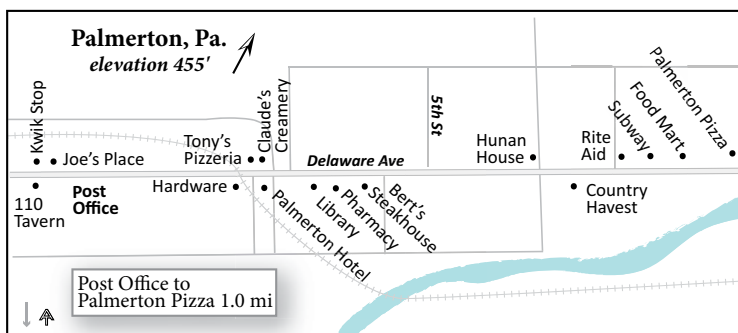 Palmerton, Pa.
elevation 455'
Kwik Stop
Joe's Place
Tony's
Pizzeria
Claude's
Creamery
Delaware Ave
5th St
Hunan
House
Rite
Aid
Subway
Food Mart
Palmerton Pizza
110
Tavern
Post
Office
Hardware
Palmerton Hotel
Library
Pharmacy
Bert's
Steakhouse
Country
Havest
Post Office to
Palmerton Pizza 1.0 mi